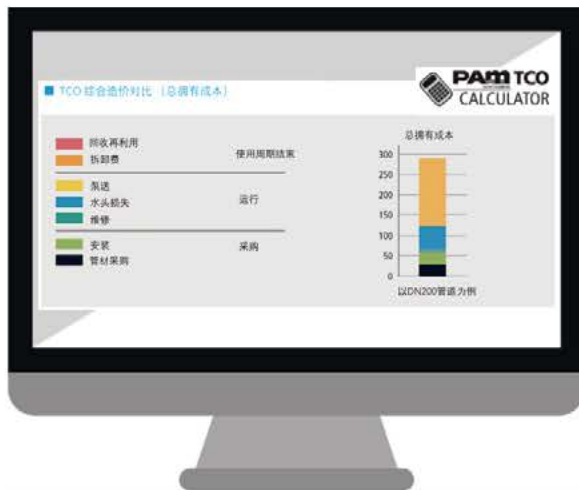 TCO 综合造价对比 (总拥有成本)
PAM TCO
CALCULATOR
回收再利用
拆卸费
使用周期结束
泵送
水头损失
维修
运行
安装
管材采购
采购
总拥有成本
300
250
200
150
100
50
0
以DN200管道为例